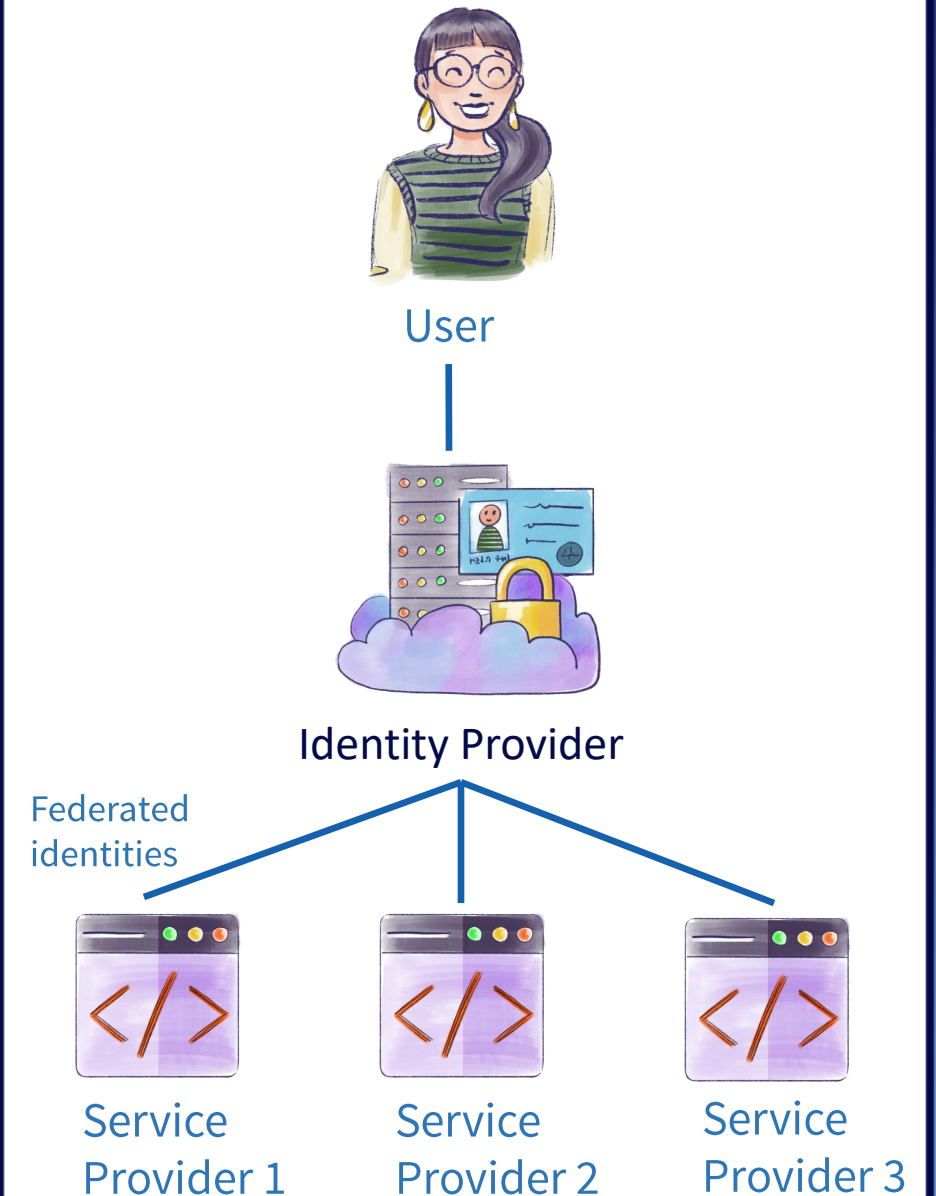 User
Identity Provider
Federated
identities
Service
Provider 1
Service
Provider 2
Service
Provider 3